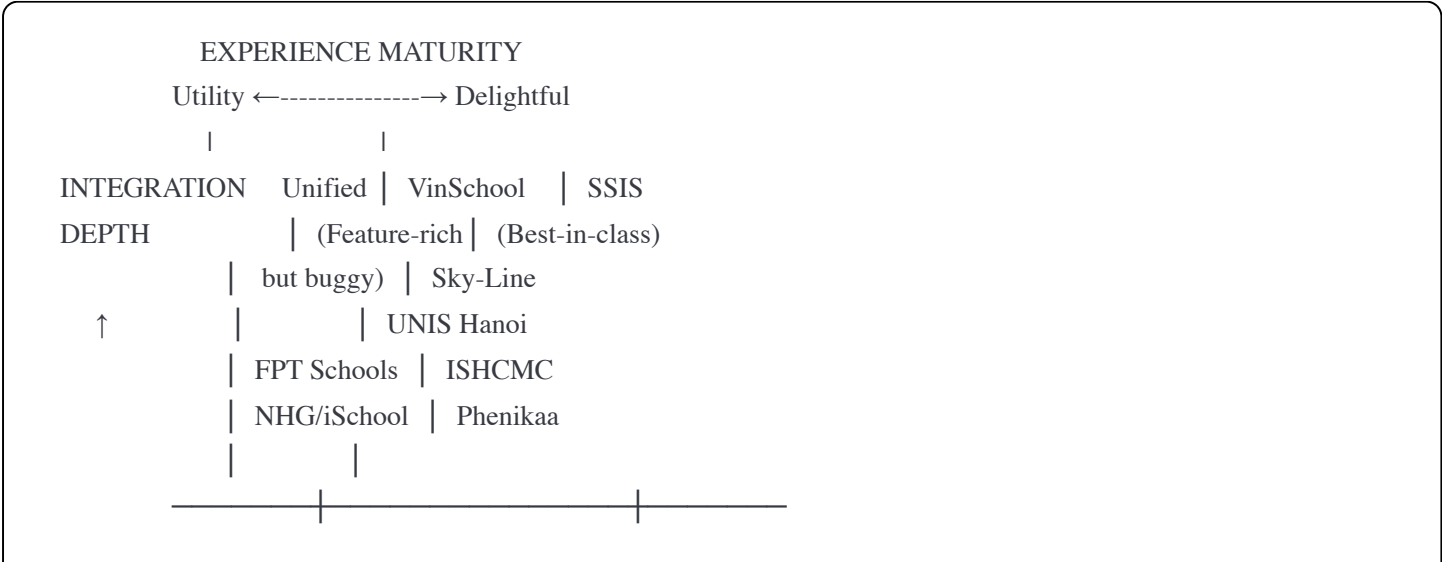 EXPERIENCE MATURITY
Utility ←---------------→ Delightful
| |
INTEGRATION Unified │ VinSchool │ SSIS
DEPTH │ (Feature-rich │ (Best-in-class)
│ but buggy) │ Sky-Line
↑ │ │ UNIS Hanoi
│ FPT Schools │ ISHCMC
│ NHG/iSchool │ Phenikaa
│ │
───────┼───────────────┼───────